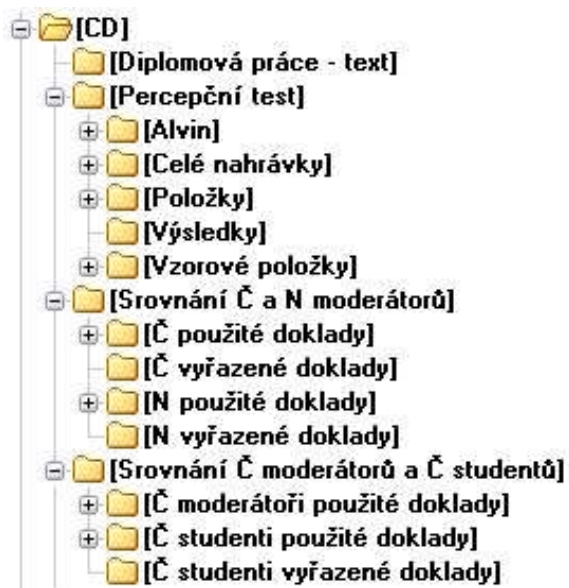 [CD]
[Diplomová práce - text]
[Percepční test]
[Alvin]
[Celé nahrávky]
[Položky]
[Výsledky]
[Vzorové položky]
[Srovnání Č a N moderátorů]
[Č použité doklady]
[Č vyřazené doklady]
[N použité doklady]
[N vyřazené doklady]
[Srovnání Č moderátorů a Č studentů]
[Č moderátoři použité doklady]
[Č studenti použité doklady]
[Č studenti vyřazené doklady]